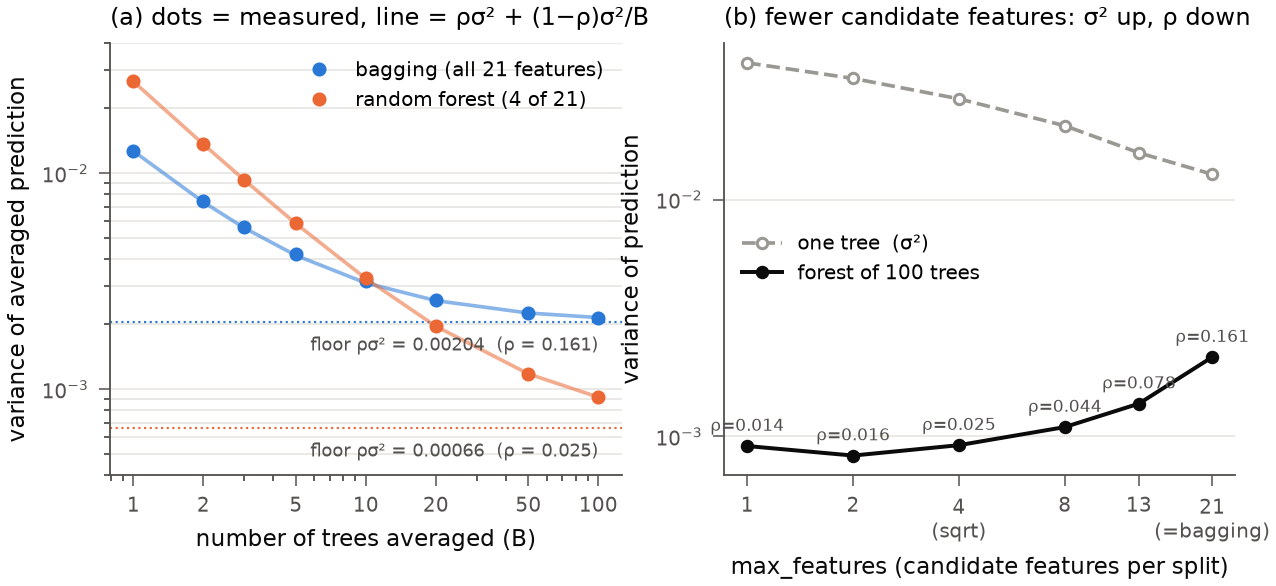 (a) dots = measured, line = ρσ² + (1−ρ)σ²/B
bagging (all 21 features)
random forest (4 of 21)
variance of averaged prediction
10⁻²
10⁻³
floor ρσ² = 0.00204 (ρ = 0.161)
floor ρσ² = 0.00066 (ρ = 0.025)
1 2 3 5 10 20 50 100
number of trees averaged (B)
(b) fewer candidate features: σ² up, ρ down
variance of prediction
10⁻²
10⁻³
one tree (σ²)
forest of 100 trees
ρ=0.014
ρ=0.016
ρ=0.025
ρ=0.044
ρ=0.078
ρ=0.161
1 2 4 8 13 21
(sqrt) (=bagging)
max_features (candidate features per split)